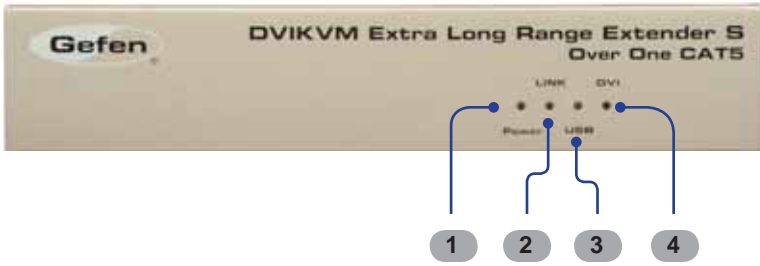 Gefen
DVIKVM Extra Long Range Extender S
Over One CAT5
LINK DVI
Power USB
1 2 3 4